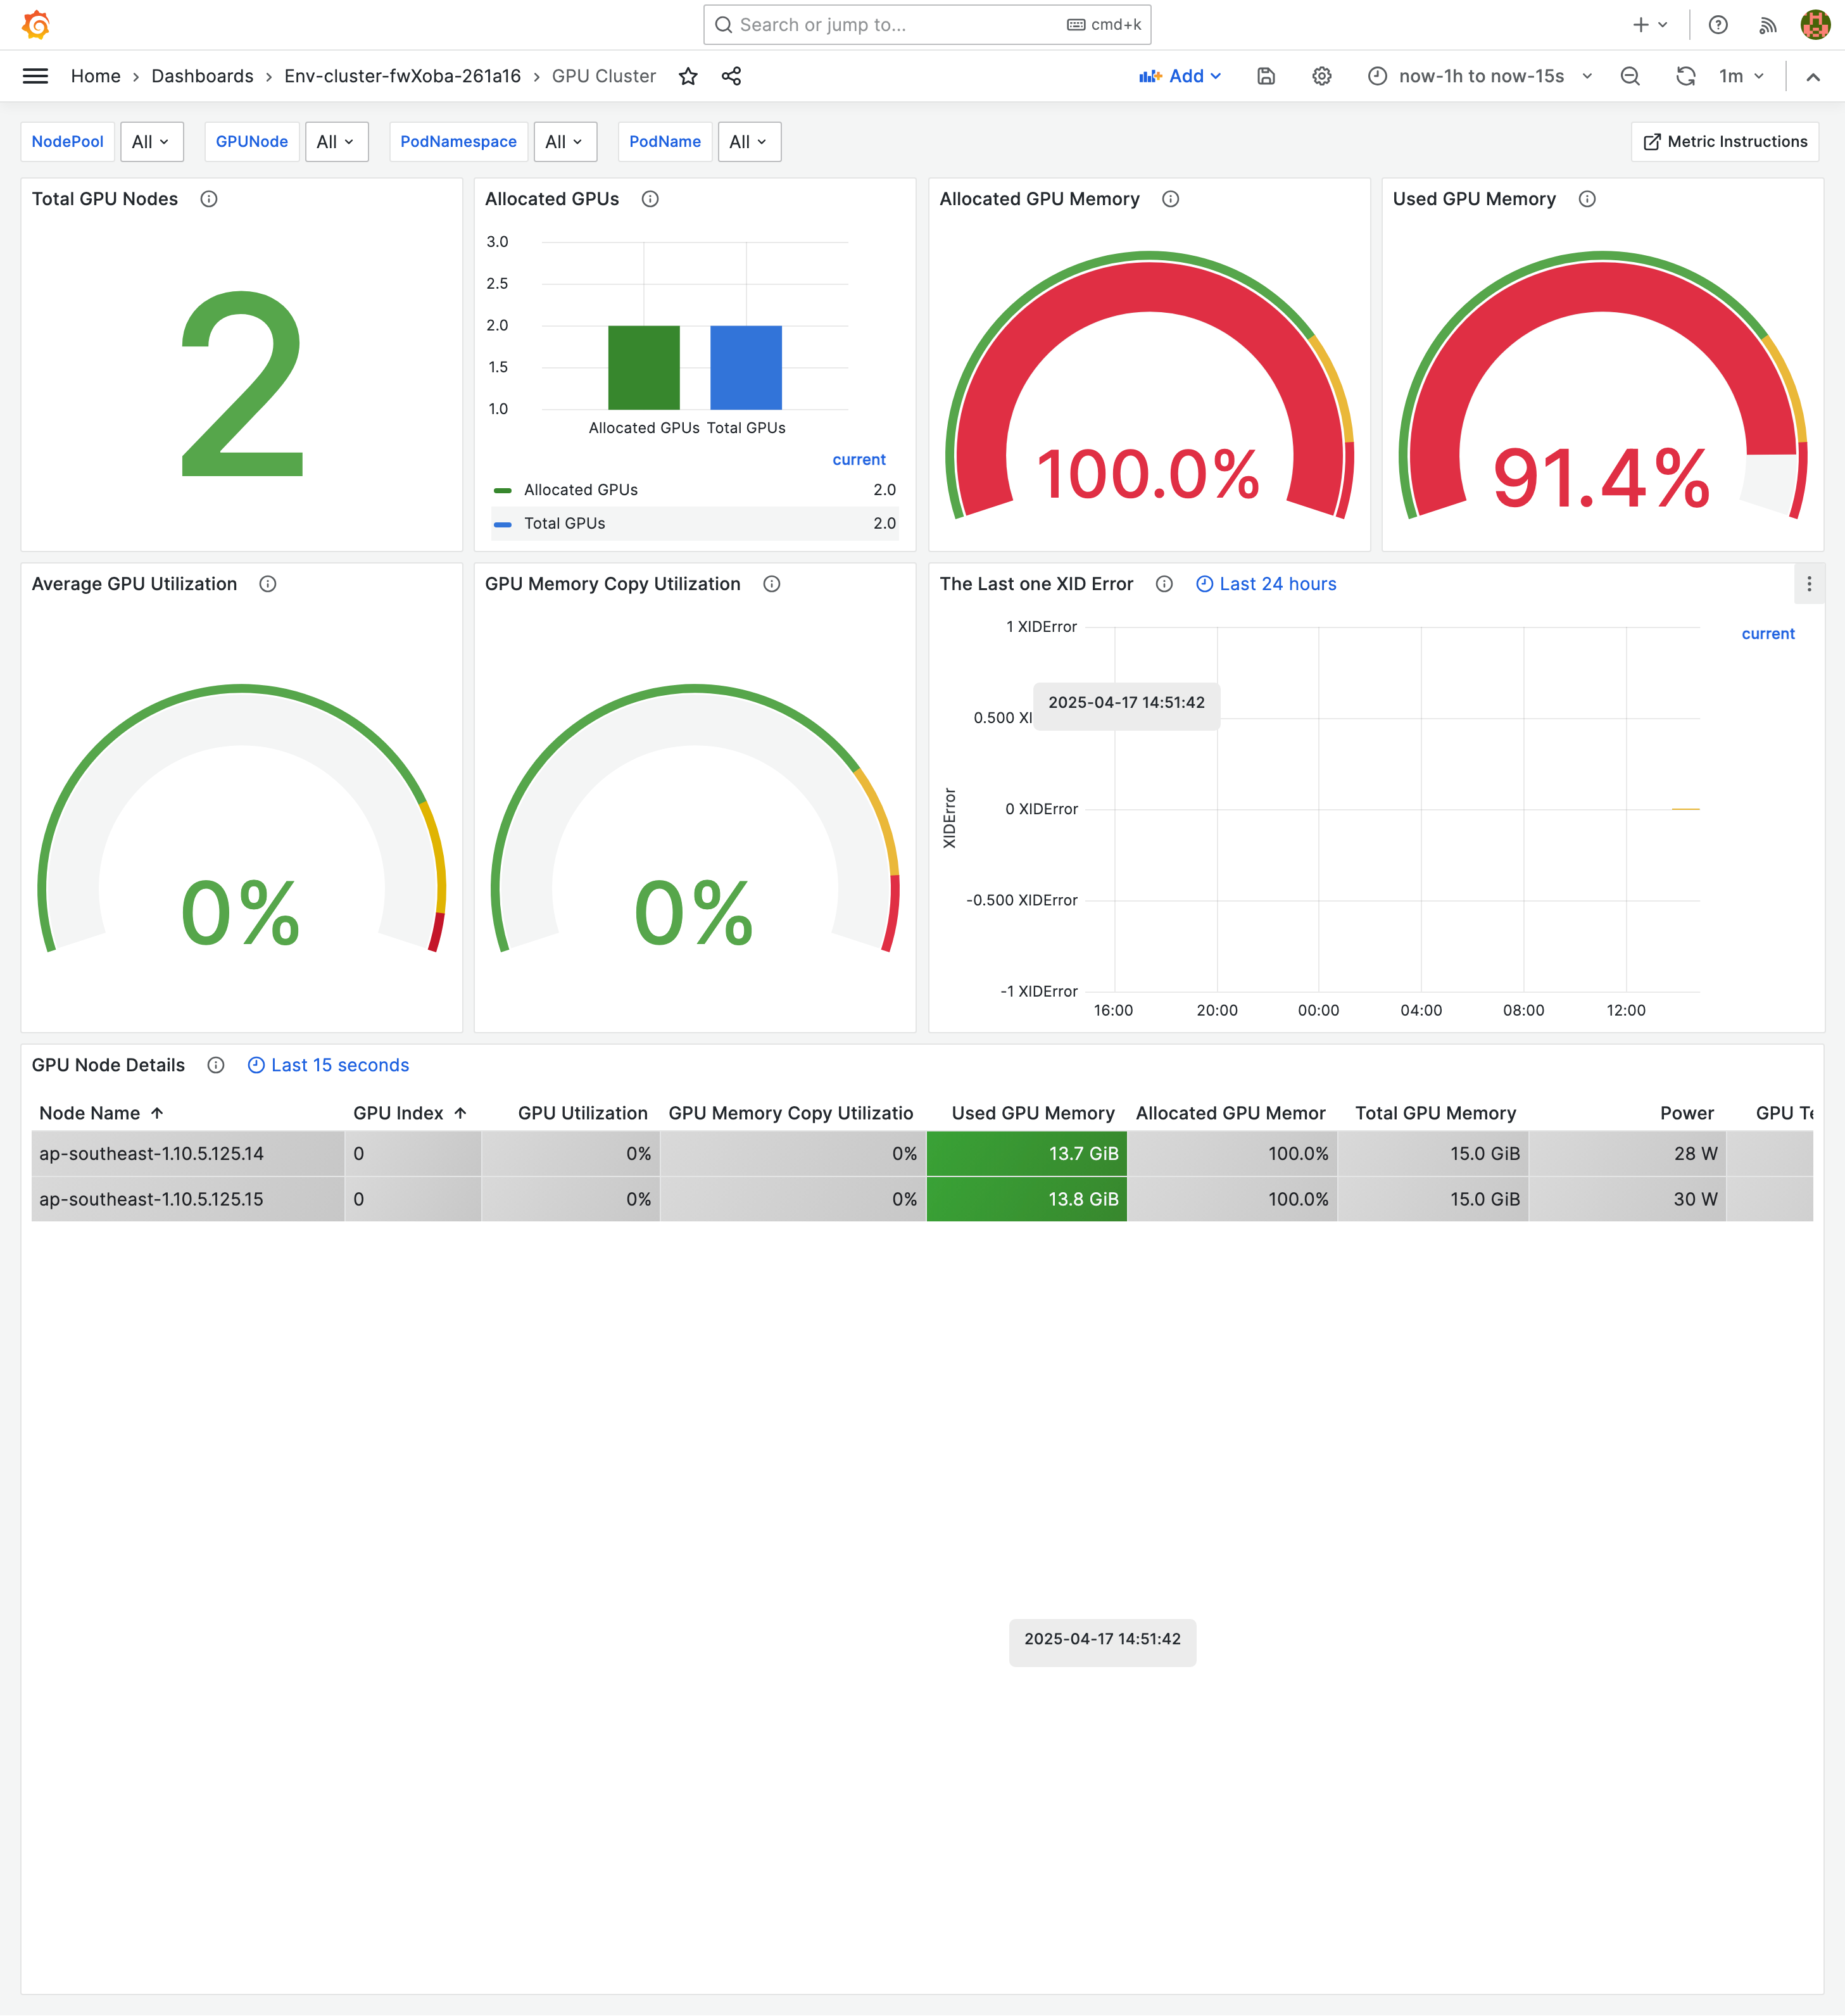 Search or jump to... cmd+k
Home › Dashboards › Env-cluster-fwXoba-261a16 › GPU Cluster Add now-1h to now-15s 1m
NodePool All GPUNode All PodNamespace All PodName All Metric Instructions
Total GPU Nodes
2
Allocated GPUs
3.0
2.5
2.0
1.5
1.0
Allocated GPUs Total GPUs
current
Allocated GPUs 2.0
Total GPUs 2.0
Allocated GPU Memory
100.0%
Used GPU Memory
91.4%
Average GPU Utilization
0%
GPU Memory Copy Utilization
0%
The Last one XID Error Last 24 hours
current
XIDError
1 XIDError
0.500 XI
2025-04-17 14:51:42
0 XIDError
-0.500 XIDError
-1 XIDError
16:00 20:00 00:00 04:00 08:00 12:00
GPU Node Details Last 15 seconds
Node Name GPU Index GPU Utilization GPU Memory Copy Utilizatio Used GPU Memory Allocated GPU Memor Total GPU Memory Power GPU Te
ap-southeast-1.10.5.125.14 0 0% 0% 13.7 GiB 100.0% 15.0 GiB 28 W
ap-southeast-1.10.5.125.15 0 0% 0% 13.8 GiB 100.0% 15.0 GiB 30 W
2025-04-17 14:51:42